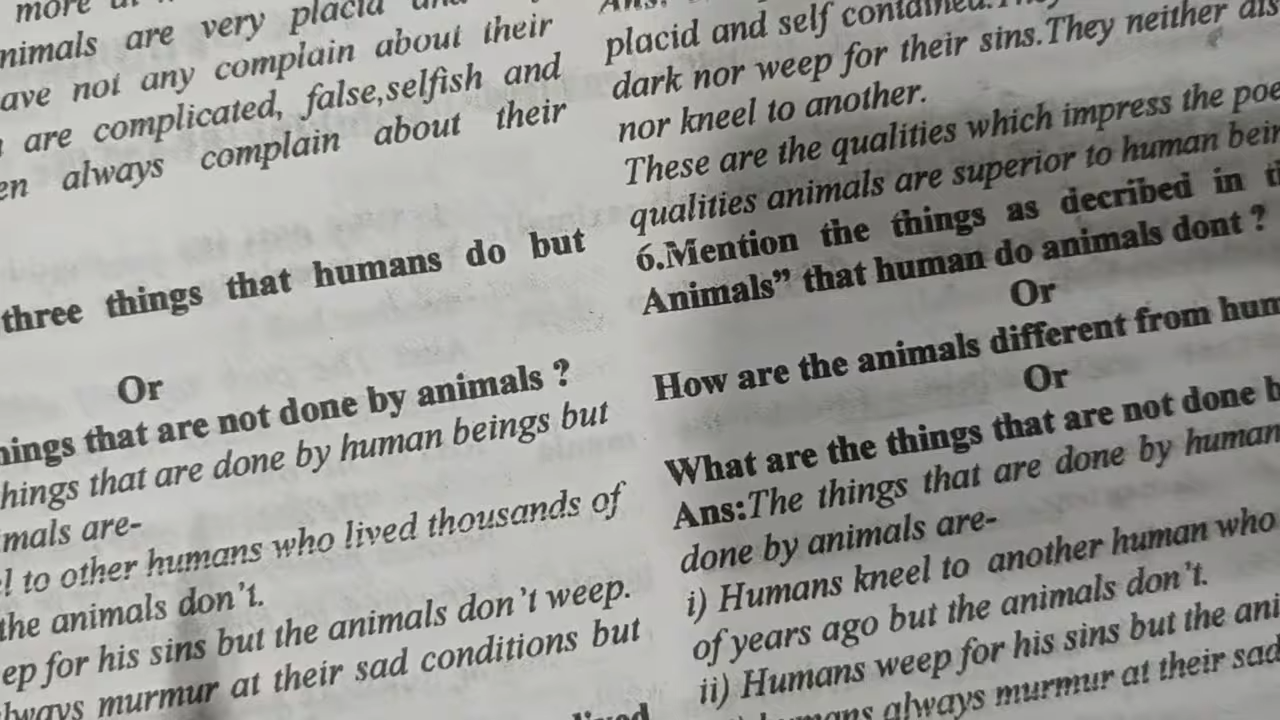 more
nimals are very placid
ave not any complain about their
are complicated, false,selfish and
en always complain about their
three things that humans do but
Or
hings that are not done by animals ?
hings that are done by human beings but
mals are-
l to other humans who lived thousands of
the animals don't.
ep for his sins but the animals don't weep.
lways murmur at their sad conditions but
placid and self contained.
dark nor weep for their sins.They neither dis
nor kneel to another.
These are the qualities which impress the poe
qualities animals are superior to human bein
6.Mention the things as decribed in t
Animals” that human do animals dont ?
Or
How are the animals different from hum
Or
What are the things that are not done b
Ans:The things that are done by human
done by animals are-
i) Humans kneel to another human who
of years ago but the animals don't.
ii) Humans weep for his sins but the ani
mans always murmur at their sad